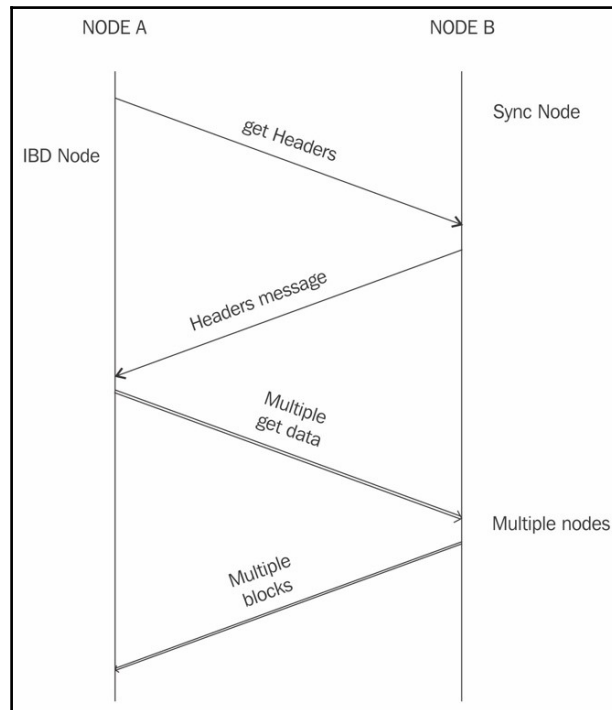 NODE A
NODE B
Sync Node
get Headers
IBD Node
Headers message
Multiple
get data
Multiple nodes
Multiple
blocks